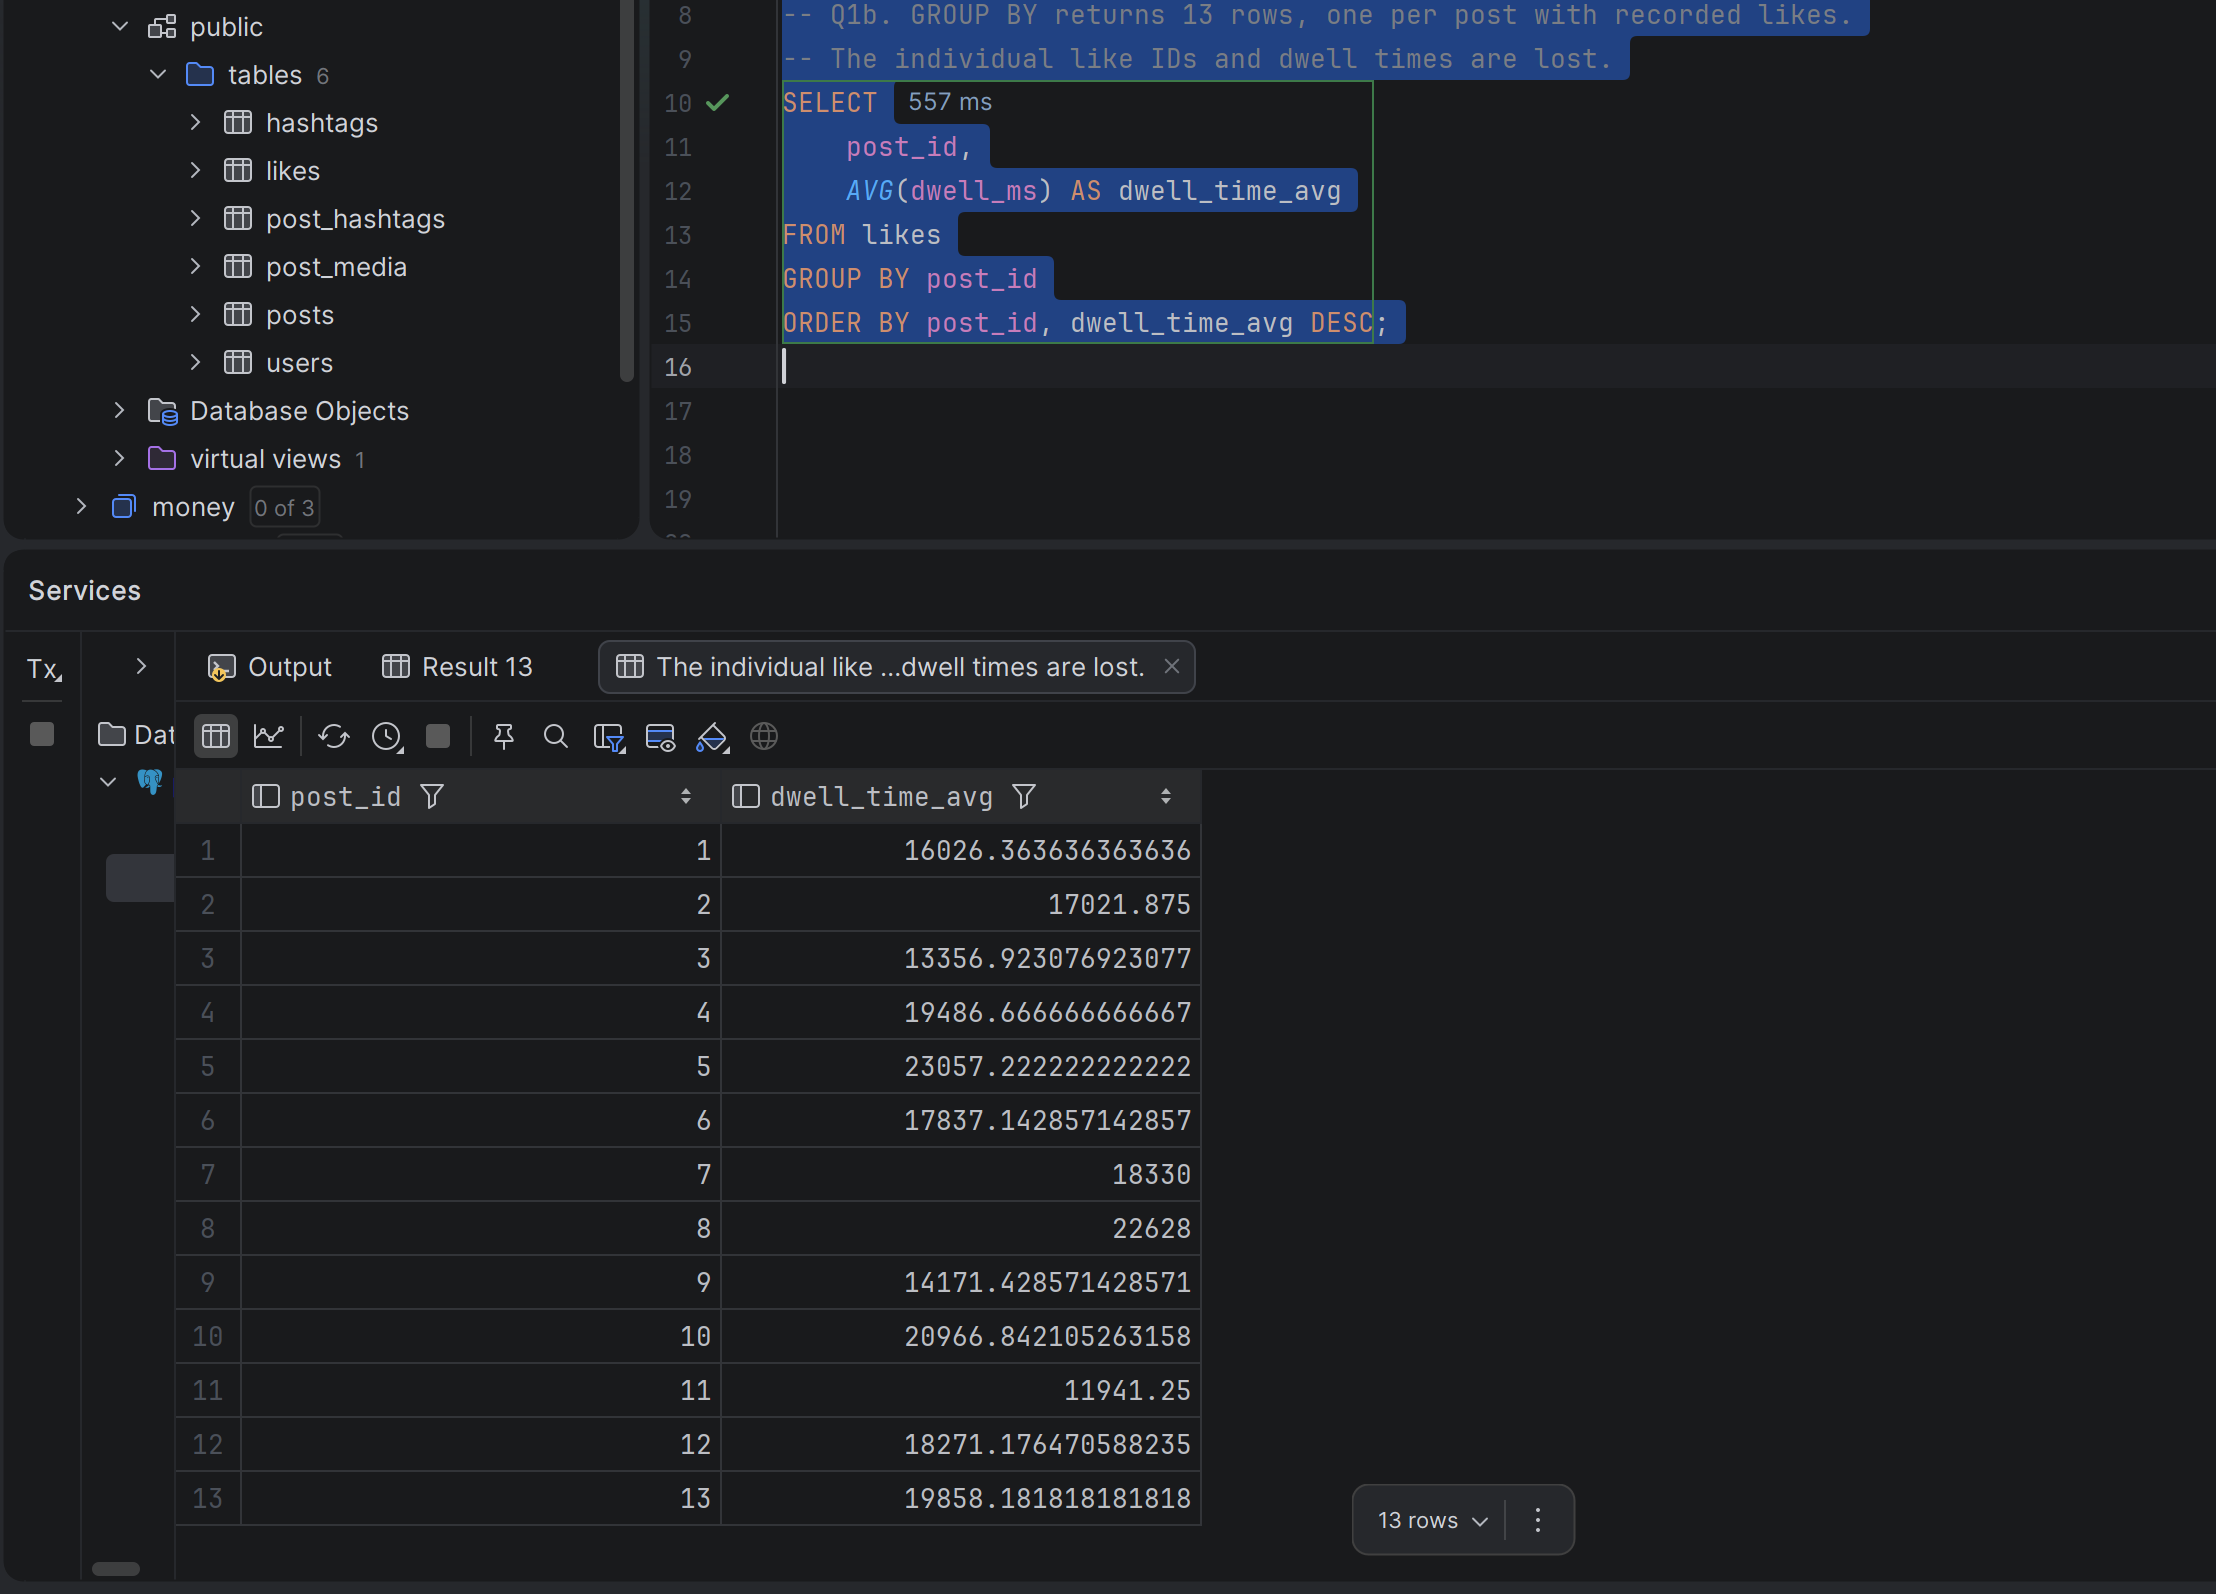 public
tables 6
hashtags
likes
post_hashtags
post_media
posts
users
Database Objects
virtual views 1
money 0 of 3
8 -- Q1b. GROUP BY returns 13 rows, one per post with recorded likes.
9 -- The individual like IDs and dwell times are lost.
10 SELECT 557 ms
11 post_id,
12 AVG(dwell_ms) AS dwell_time_avg
13 FROM likes
14 GROUP BY post_id
15 ORDER BY post_id, dwell_time_avg DESC;
16
17
18
19
Services
Tx
Output
Result 13
The individual like ...dwell times are lost.
Dat
post_id dwell_time_avg
1 1 16026.363636363636
2 2 17021.875
3 3 13356.923076923077
4 4 19486.666666666667
5 5 23057.222222222222
6 6 17837.142857142857
7 7 18330
8 8 22628
9 9 14171.428571428571
10 10 20966.842105263158
11 11 11941.25
12 12 18271.176470588235
13 13 19858.181818181818
13 rows